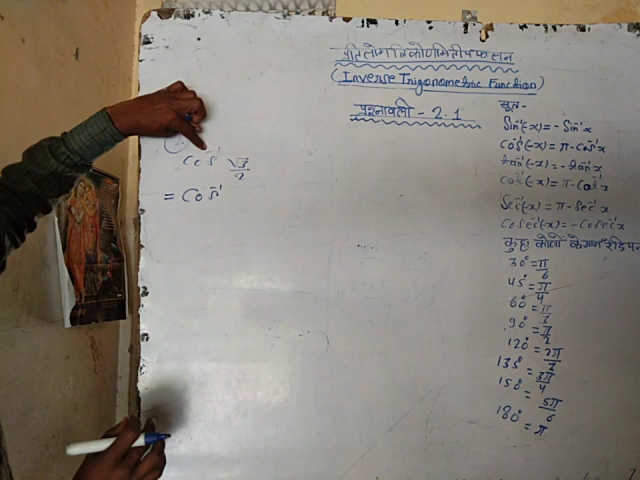 प्रतिलोम त्रिकोणमितीय फलन
(Inverse Trigonometric Function)
प्रश्नावली - 2.1
Cos⁻¹ √3/2
= Cos⁻¹
सूत्र -
Sin⁻¹(-x) = - Sin⁻¹x
Cos⁻¹(-x) = π - Cos⁻¹x
tan⁻¹(-x) = - tan⁻¹x
Cot⁻¹(-x) = π - Cot⁻¹x
Sec⁻¹(-x) = π - Sec⁻¹x
Cosec⁻¹(-x) = - Cosec⁻¹x
कुछ कोणों के मान
30° = π/6
45° = π/4
60° = π/3
90° = π/2
120° = 2π/3
135° = 3π/4
150° = 5π/6
180° = π